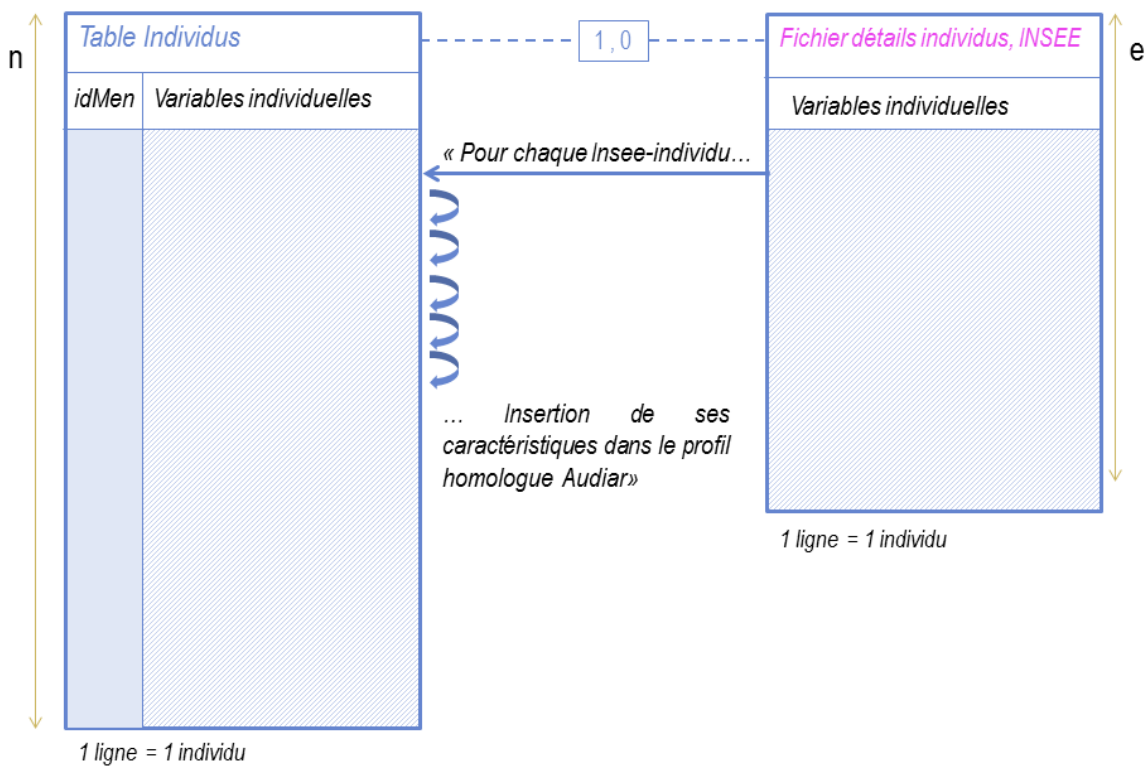 n
Table Individus
1 , 0
Fichier détails individus, INSEE
e
idMen
Variables individuelles
Variables individuelles
« Pour chaque Insee-individu…
… Insertion de ses
caractéristiques dans le profil
homologue Audiar»
1 ligne = 1 individu
1 ligne = 1 individu